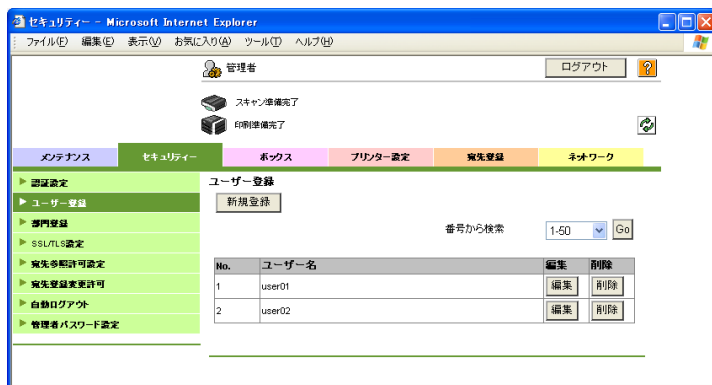 セキュリティー - Microsoft Internet Explorer
ファイル(F) 編集(E) 表示(V) お気に入り(A) ツール(T) ヘルプ(H)
管理者 ログアウト ?
スキャン準備完了
印刷準備完了
メンテナンス セキュリティー ボックス プリンター設定 宛先登録 ネットワーク
認証設定
ユーザー登録
部門登録
SSL/TLS設定
宛先参照許可設定
宛先登録変更許可
自動ログアウト
管理者パスワード設定
ユーザー登録
新規登録
番号から検索 1-50 Go
No. ユーザー名 編集 削除
1 user01 編集 削除
2 user02 編集 削除